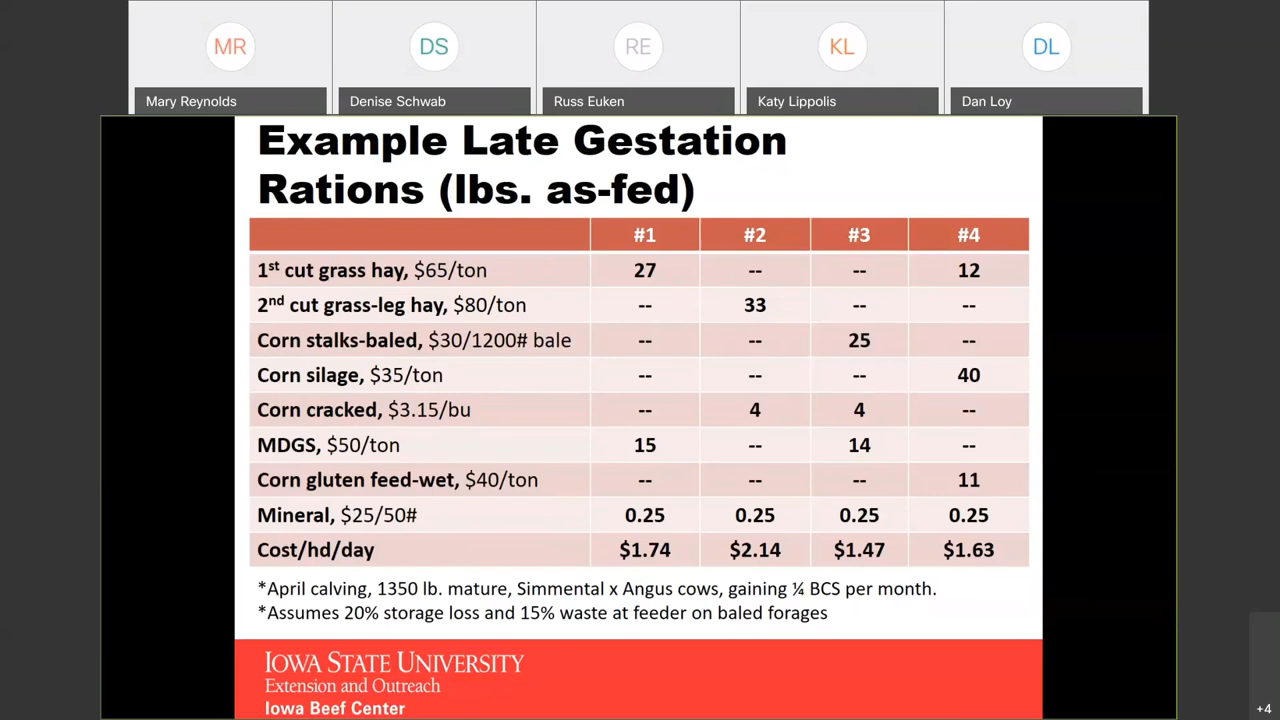 MR
DS
RE
KL
DL
Mary Reynolds
Denise Schwab
Russ Euken
Katy Lippolis
Dan Loy
Example Late Gestation
Rations (lbs. as-fed)
#1 #2 #3 #4
1st cut grass hay, $65/ton 27 -- -- 12
2nd cut grass-leg hay, $80/ton -- 33 -- --
Corn stalks-baled, $30/1200# bale -- -- 25 --
Corn silage, $35/ton -- -- -- 40
Corn cracked, $3.15/bu -- 4 4 --
MDGS, $50/ton 15 -- 14 --
Corn gluten feed-wet, $40/ton -- -- -- 11
Mineral, $25/50# 0.25 0.25 0.25 0.25
Cost/hd/day $1.74 $2.14 $1.47 $1.63
*April calving, 1350 lb. mature, Simmental x Angus cows, gaining ¼ BCS per month.
*Assumes 20% storage loss and 15% waste at feeder on baled forages
IOWA STATE UNIVERSITY
Extension and Outreach
Iowa Beef Center
+4